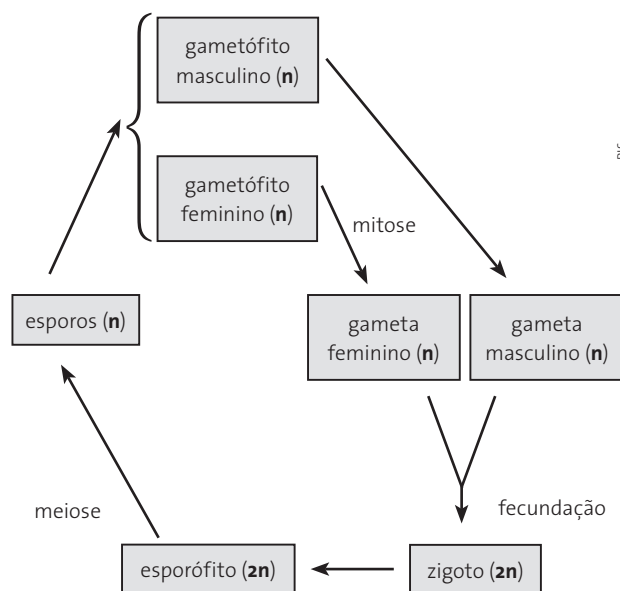 gametófito
masculino (n)
gametófito
feminino (n)
mitose
esporos (n)
gameta
feminino (n)
gameta
masculino (n)
meiose
fecundação
esporófito (2n)
zigoto (2n)